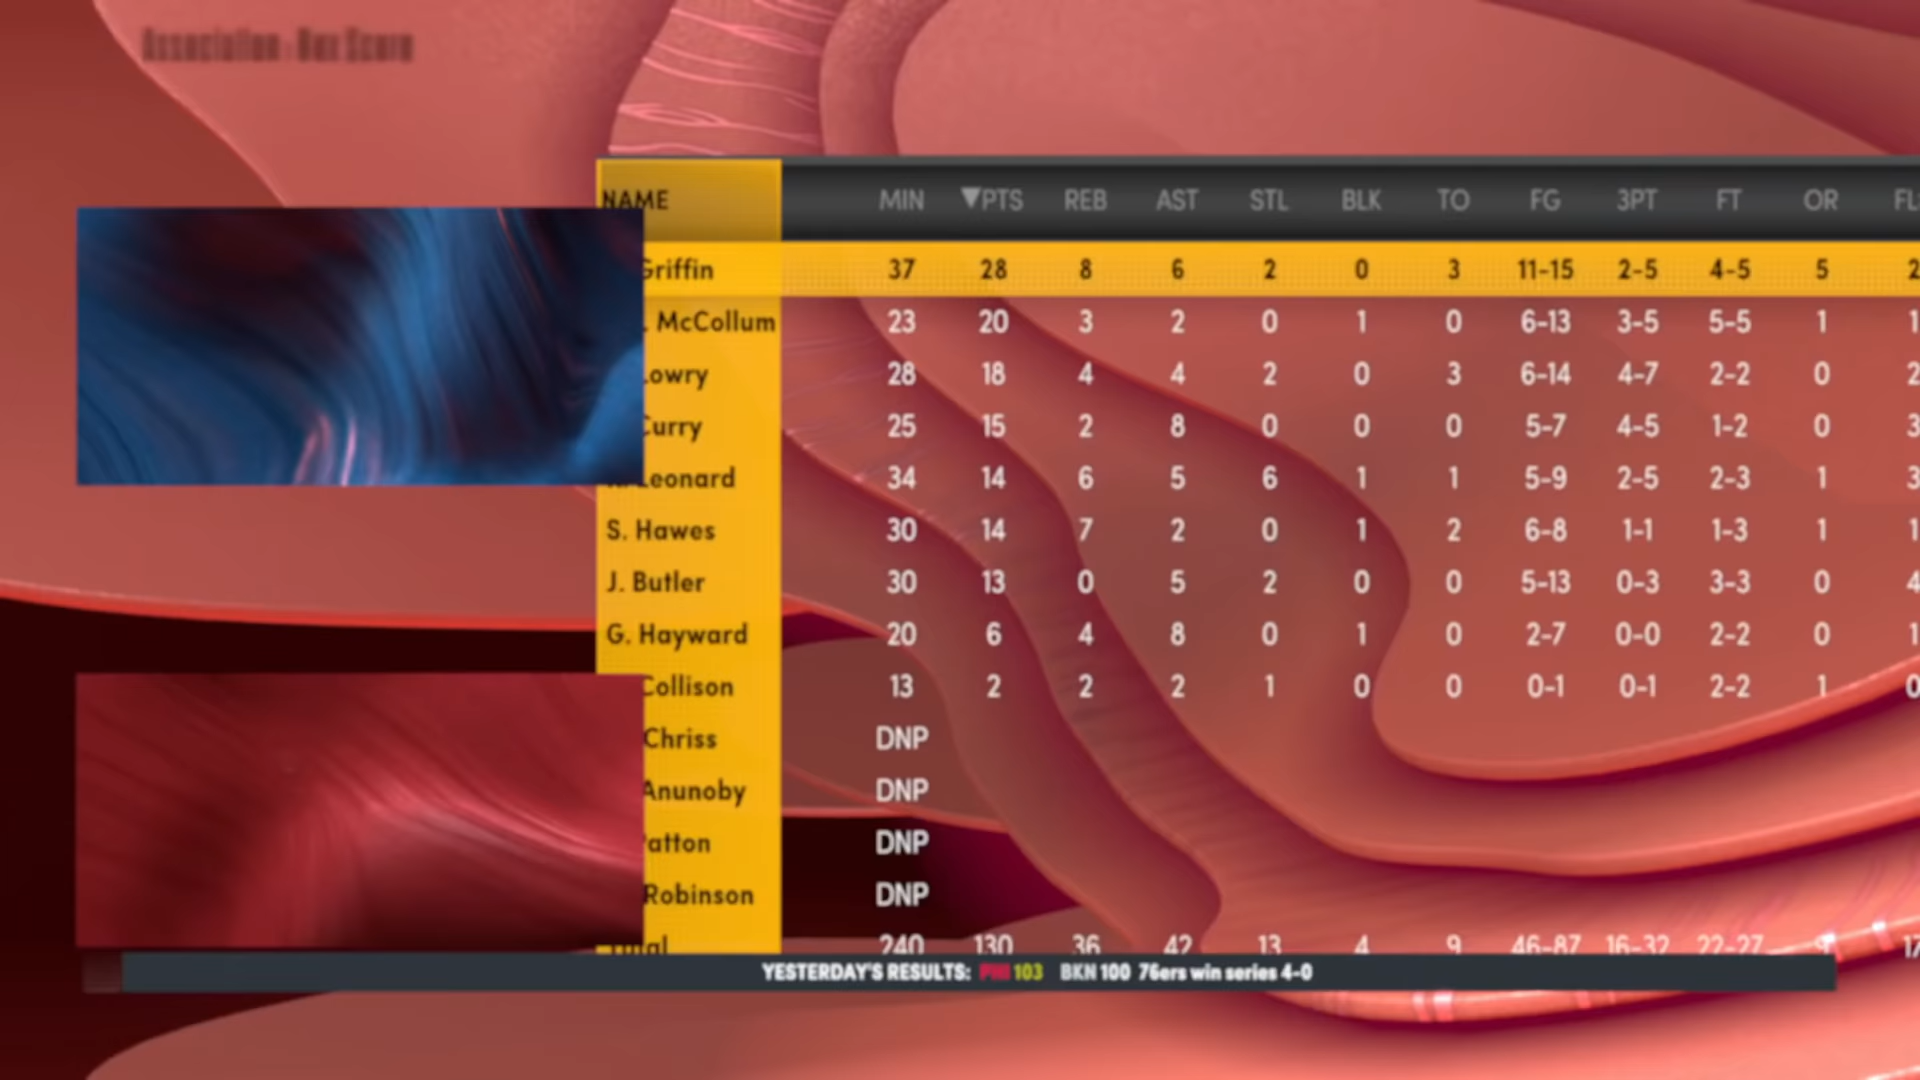 Association : Box Score
NAME MIN ▼PTS REB AST STL BLK TO FG 3PT FT OR
Griffin 37 28 8 6 2 0 3 11-15 2-5 4-5 5 2
. McCollum 23 20 3 2 0 1 0 6-13 3-5 5-5 1 1
Lowry 28 18 4 4 2 0 3 6-14 4-7 2-2 0 2
Curry 25 15 2 8 0 0 0 5-7 4-5 1-2 0 3
Leonard 34 14 6 5 6 1 1 5-9 2-5 2-3 1 3
S. Hawes 30 14 7 2 0 1 2 6-8 1-1 1-3 1 1
J. Butler 30 13 0 5 2 0 0 5-13 0-3 3-3 0 4
G. Hayward 20 6 4 8 0 1 0 2-7 0-0 2-2 0 1
Collison 13 2 2 2 1 0 0 0-1 0-1 2-2 1 0
Chriss DNP
Anunoby DNP
atton DNP
Robinson DNP
Total 240 130 36 42 13 4 9 46-87 16-32 22-27 9 17
YESTERDAY'S RESULTS: PHI 103 BKN 100 76ers win series 4-0